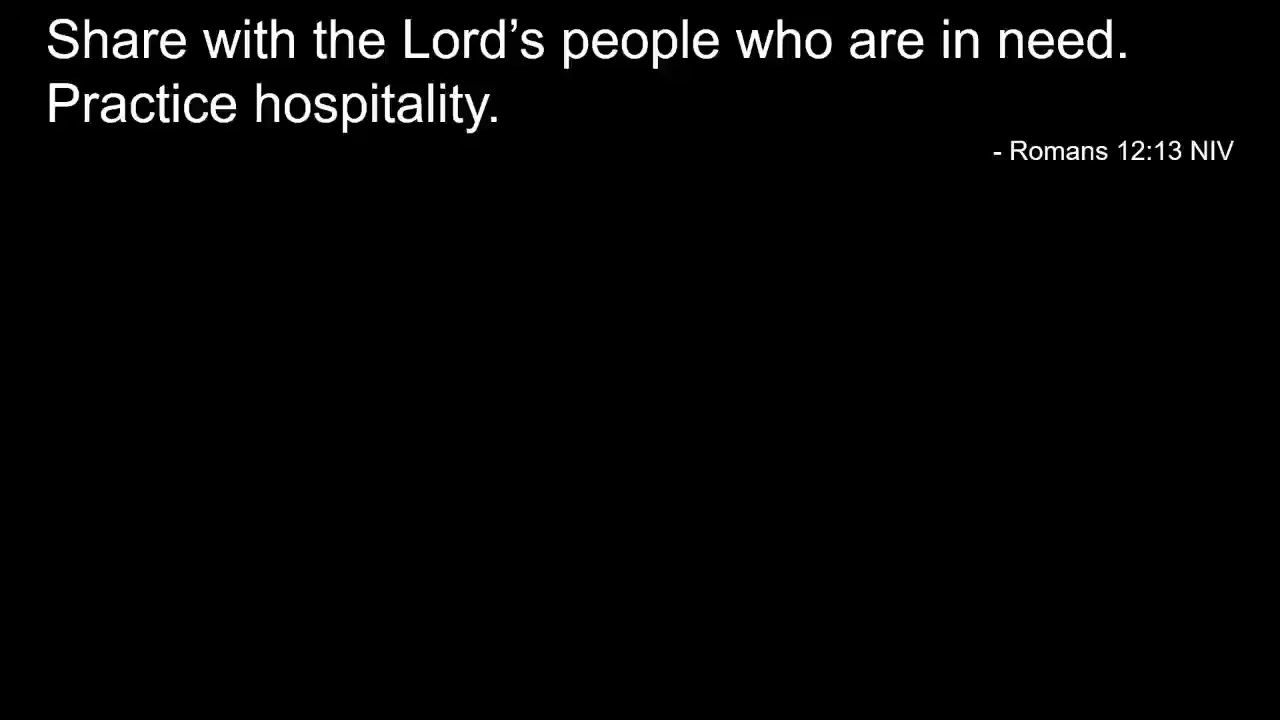 Share with the Lord’s people who are in need.
Practice hospitality.
- Romans 12:13 NIV